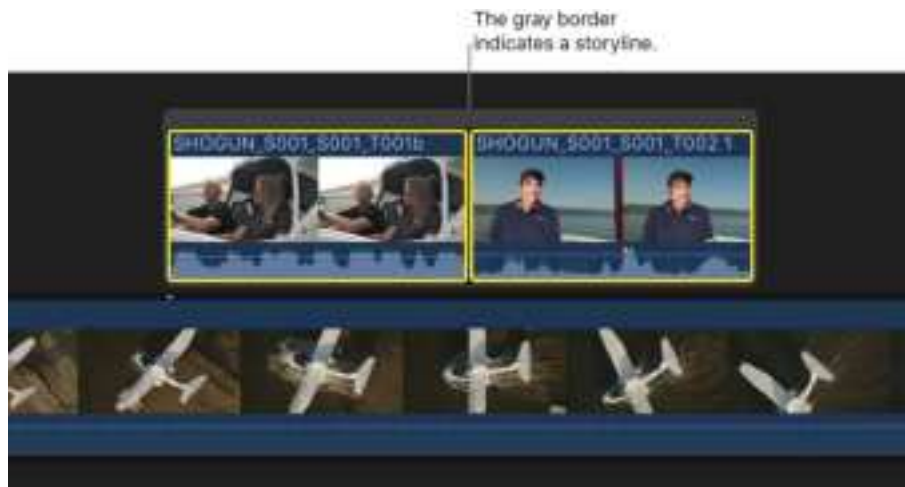 The gray border
indicates a storyline.
SHOGUN_S001_S001_T001b
SHOGUN_S001_S001_T002.1